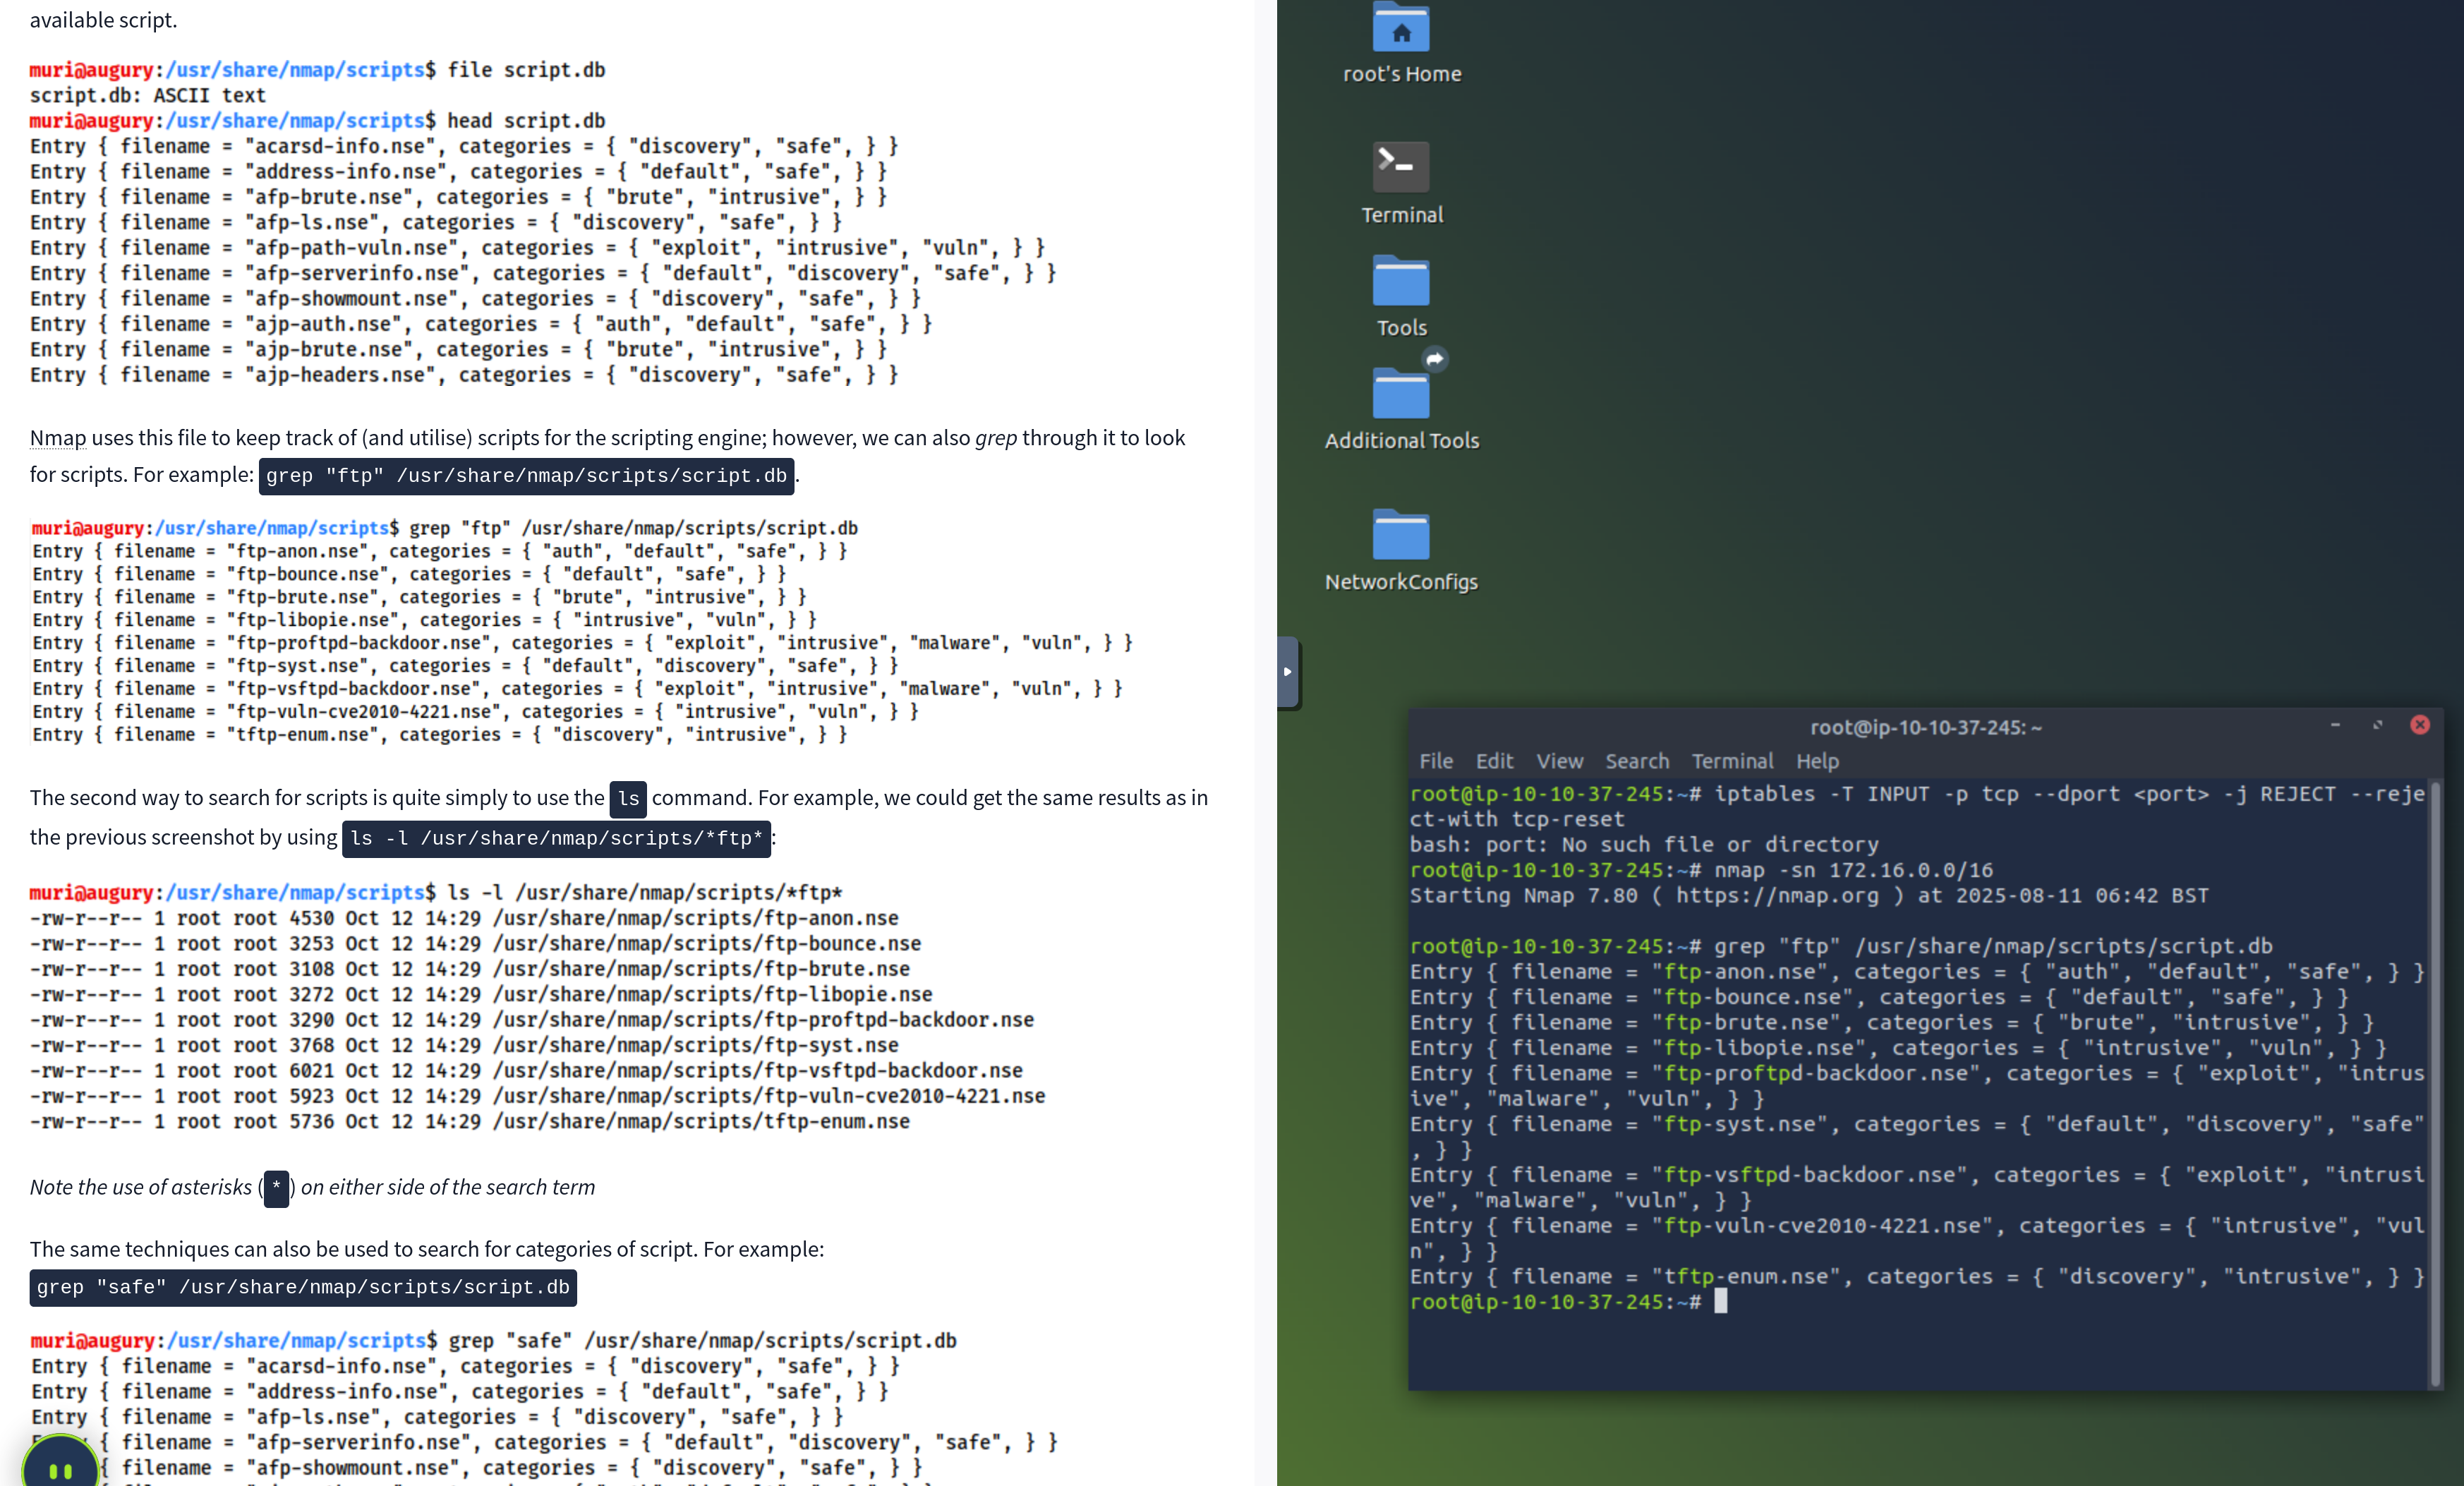 available script.
muri@augury:/usr/share/nmap/scripts$ file script.db
script.db: ASCII text
muri@augury:/usr/share/nmap/scripts$ head script.db
Entry { filename = "acarsd-info.nse", categories = { "discovery", "safe", } }
Entry { filename = "address-info.nse", categories = { "default", "safe", } }
Entry { filename = "afp-brute.nse", categories = { "brute", "intrusive", } }
Entry { filename = "afp-ls.nse", categories = { "discovery", "safe", } }
Entry { filename = "afp-path-vuln.nse", categories = { "exploit", "intrusive", "vuln", } }
Entry { filename = "afp-serverinfo.nse", categories = { "default", "discovery", "safe", } }
Entry { filename = "afp-showmount.nse", categories = { "discovery", "safe", } }
Entry { filename = "ajp-auth.nse", categories = { "auth", "default", "safe", } }
Entry { filename = "ajp-brute.nse", categories = { "brute", "intrusive", } }
Entry { filename = "ajp-headers.nse", categories = { "discovery", "safe", } }
Nmap uses this file to keep track of (and utilise) scripts for the scripting engine; however, we can also grep through it to look
for scripts. For example: grep "ftp" /usr/share/nmap/scripts/script.db.
muri@augury:/usr/share/nmap/scripts$ grep "ftp" /usr/share/nmap/scripts/script.db
Entry { filename = "ftp-anon.nse", categories = { "auth", "default", "safe", } }
Entry { filename = "ftp-bounce.nse", categories = { "default", "safe", } }
Entry { filename = "ftp-brute.nse", categories = { "brute", "intrusive", } }
Entry { filename = "ftp-libopie.nse", categories = { "intrusive", "vuln", } }
Entry { filename = "ftp-proftpd-backdoor.nse", categories = { "exploit", "intrusive", "malware", "vuln", } }
Entry { filename = "ftp-syst.nse", categories = { "default", "discovery", "safe", } }
Entry { filename = "ftp-vsftpd-backdoor.nse", categories = { "exploit", "intrusive", "malware", "vuln", } }
Entry { filename = "ftp-vuln-cve2010-4221.nse", categories = { "intrusive", "vuln", } }
Entry { filename = "tftp-enum.nse", categories = { "discovery", "intrusive", } }
The second way to search for scripts is quite simply to use the ls command. For example, we could get the same results as in
the previous screenshot by using ls -l /usr/share/nmap/scripts/*ftp*:
muri@augury:/usr/share/nmap/scripts$ ls -l /usr/share/nmap/scripts/*ftp*
-rw-r--r-- 1 root root 4530 Oct 12 14:29 /usr/share/nmap/scripts/ftp-anon.nse
-rw-r--r-- 1 root root 3253 Oct 12 14:29 /usr/share/nmap/scripts/ftp-bounce.nse
-rw-r--r-- 1 root root 3108 Oct 12 14:29 /usr/share/nmap/scripts/ftp-brute.nse
-rw-r--r-- 1 root root 3272 Oct 12 14:29 /usr/share/nmap/scripts/ftp-libopie.nse
-rw-r--r-- 1 root root 3290 Oct 12 14:29 /usr/share/nmap/scripts/ftp-proftpd-backdoor.nse
-rw-r--r-- 1 root root 3768 Oct 12 14:29 /usr/share/nmap/scripts/ftp-syst.nse
-rw-r--r-- 1 root root 6021 Oct 12 14:29 /usr/share/nmap/scripts/ftp-vsftpd-backdoor.nse
-rw-r--r-- 1 root root 5923 Oct 12 14:29 /usr/share/nmap/scripts/ftp-vuln-cve2010-4221.nse
-rw-r--r-- 1 root root 5736 Oct 12 14:29 /usr/share/nmap/scripts/tftp-enum.nse
Note the use of asterisks (*) on either side of the search term
The same techniques can also be used to search for categories of script. For example:
grep "safe" /usr/share/nmap/scripts/script.db
muri@augury:/usr/share/nmap/scripts$ grep "safe" /usr/share/nmap/scripts/script.db
Entry { filename = "acarsd-info.nse", categories = { "discovery", "safe", } }
Entry { filename = "address-info.nse", categories = { "default", "safe", } }
Entry { filename = "afp-ls.nse", categories = { "discovery", "safe", } }
{ filename = "afp-serverinfo.nse", categories = { "default", "discovery", "safe", } }
{ filename = "afp-showmount.nse", categories = { "discovery", "safe", } }
root's Home
Terminal
Tools
Additional Tools
NetworkConfigs
root@ip-10-10-37-245: ~
File Edit View Search Terminal Help
root@ip-10-10-37-245:~# iptables -T INPUT -p tcp --dport <port> -j REJECT --reje
ct-with tcp-reset
bash: port: No such file or directory
root@ip-10-10-37-245:~# nmap -sn 172.16.0.0/16
Starting Nmap 7.80 ( https://nmap.org ) at 2025-08-11 06:42 BST
root@ip-10-10-37-245:~# grep "ftp" /usr/share/nmap/scripts/script.db
Entry { filename = "ftp-anon.nse", categories = { "auth", "default", "safe", } }
Entry { filename = "ftp-bounce.nse", categories = { "default", "safe", } }
Entry { filename = "ftp-brute.nse", categories = { "brute", "intrusive", } }
Entry { filename = "ftp-libopie.nse", categories = { "intrusive", "vuln", } }
Entry { filename = "ftp-proftpd-backdoor.nse", categories = { "exploit", "intrus
ive", "malware", "vuln", } }
Entry { filename = "ftp-syst.nse", categories = { "default", "discovery", "safe"
, } }
Entry { filename = "ftp-vsftpd-backdoor.nse", categories = { "exploit", "intrusi
ve", "malware", "vuln", } }
Entry { filename = "ftp-vuln-cve2010-4221.nse", categories = { "intrusive", "vul
n", } }
Entry { filename = "tftp-enum.nse", categories = { "discovery", "intrusive", } }
root@ip-10-10-37-245:~#